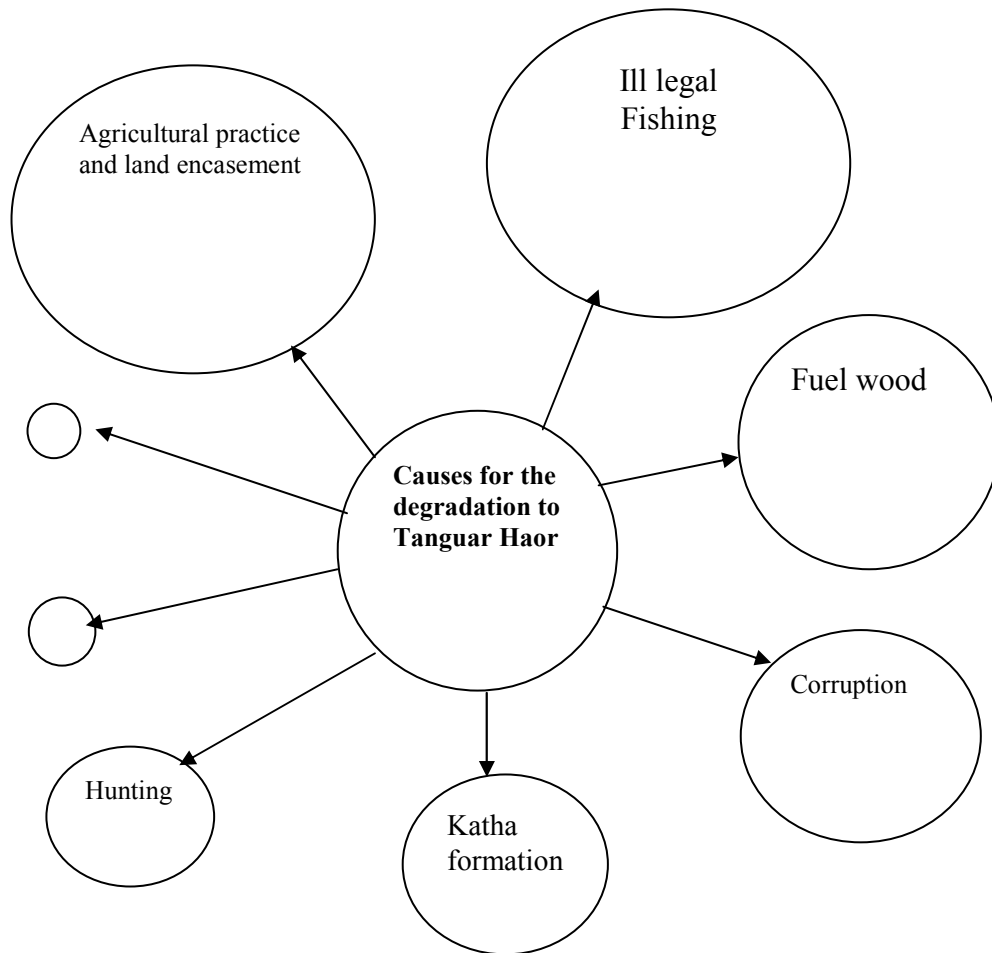 Ill legal
Fishing
Agricultural practice
and land encasement
Fuel wood
Causes for the
degradation to
Tanguar Haor
Corruption
Hunting
Katha
formation